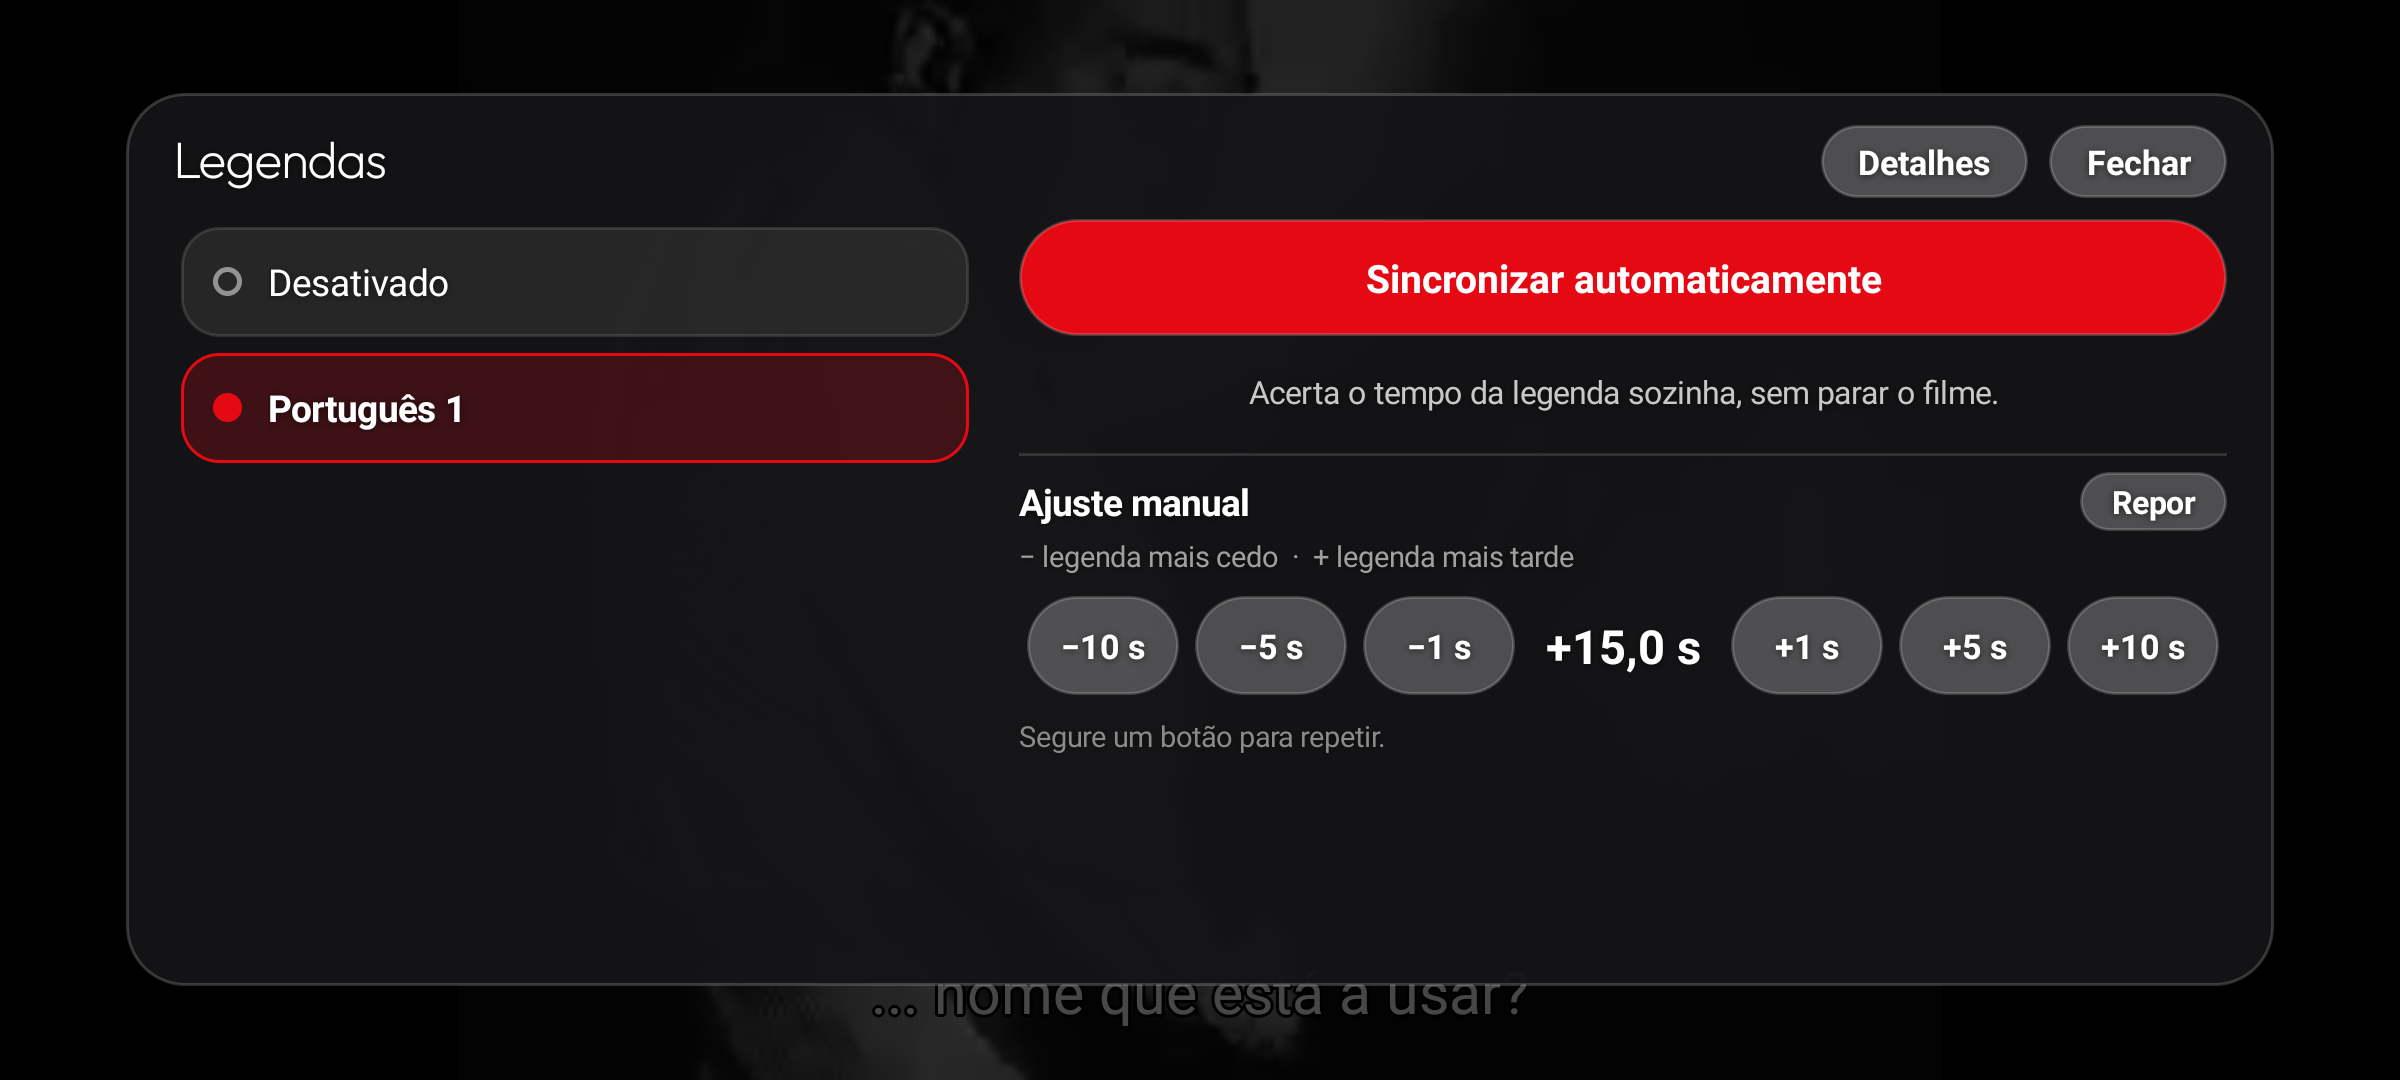 Legendas
Detalhes
Fechar
Desativado
Português 1
Sincronizar automaticamente
Acerta o tempo da legenda sozinha, sem parar o filme.
Ajuste manual
Repor
− legenda mais cedo · + legenda mais tarde
−10 s
−5 s
−1 s
+15,0 s
+1 s
+5 s
+10 s
Segure um botão para repetir.
... nome que está a usar?